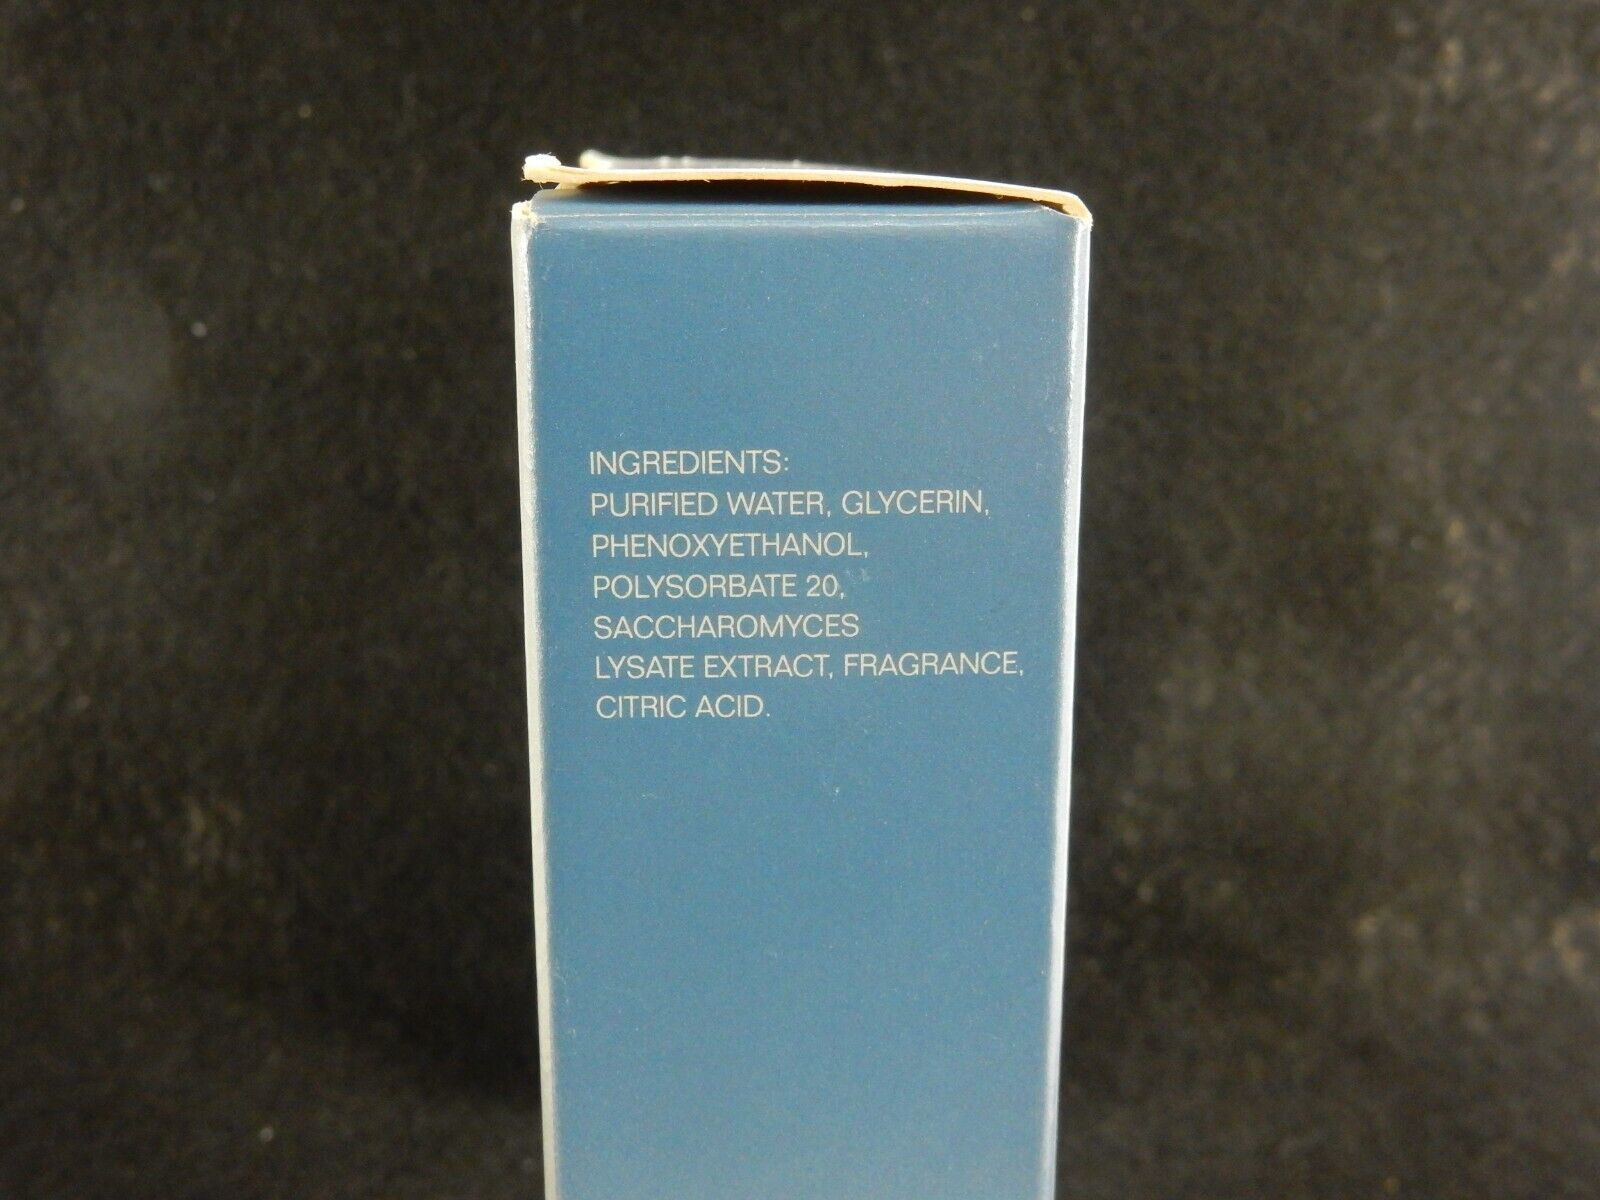 INGREDIENTS:
PURIFIED WATER, GLYCERIN,
PHENOXYETHANOL,
POLYSORBATE 20,
SACCHAROMYCES
LYSATE EXTRACT, FRAGRANCE,
CITRIC ACID.